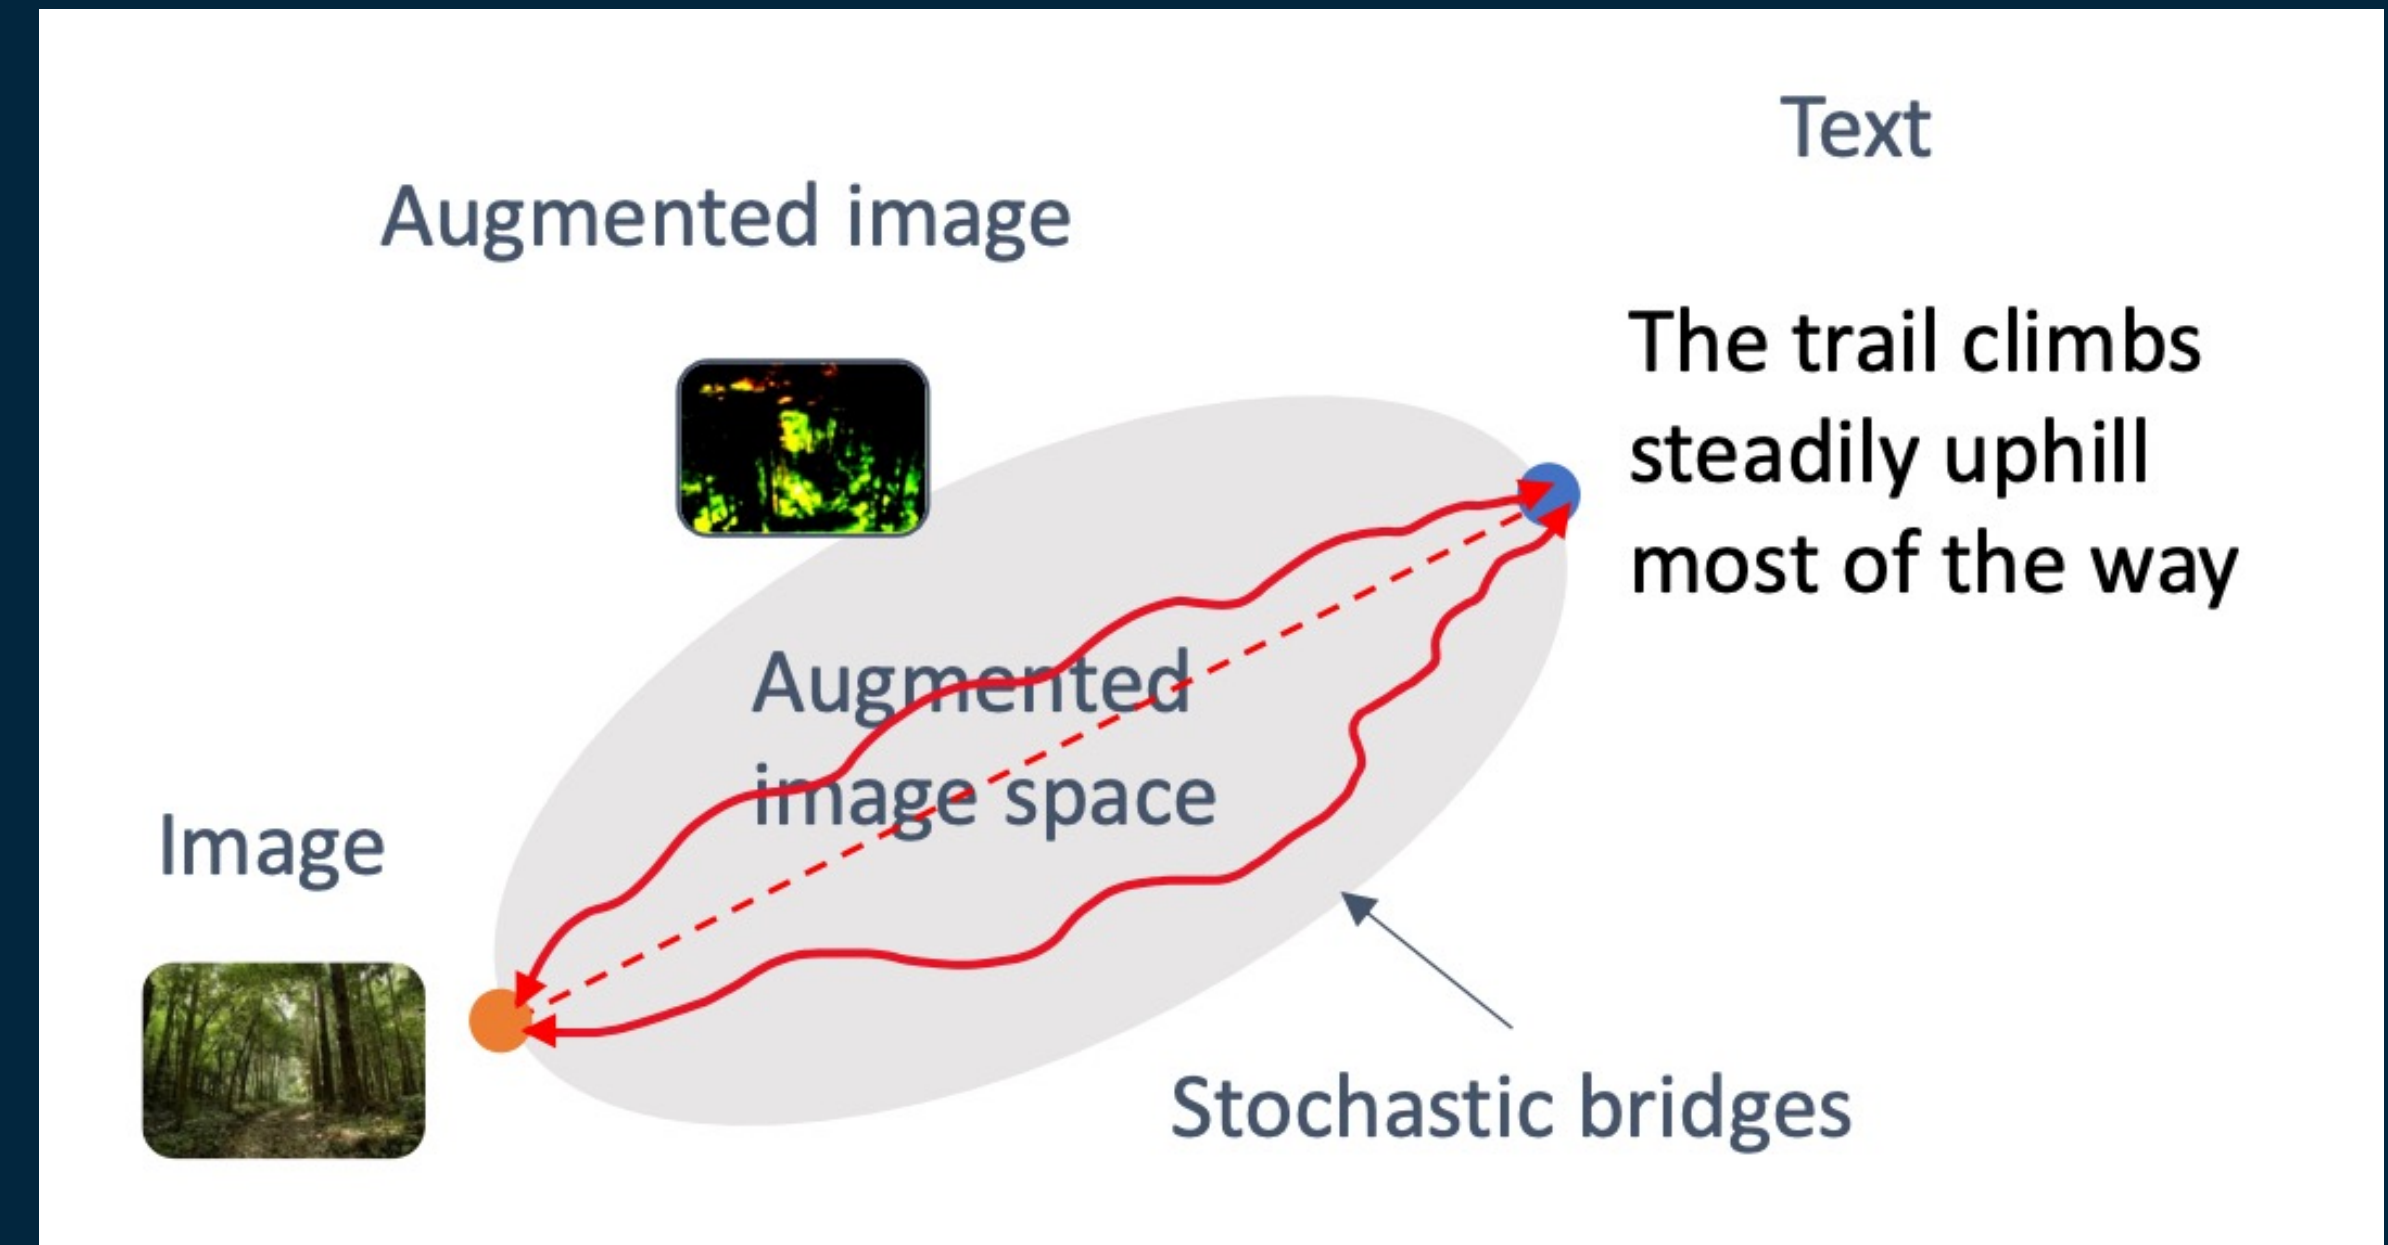 Text
Augmented image
The trail climbs
steadily uphill
most of the way
Augmented
image space
Image
Stochastic bridges